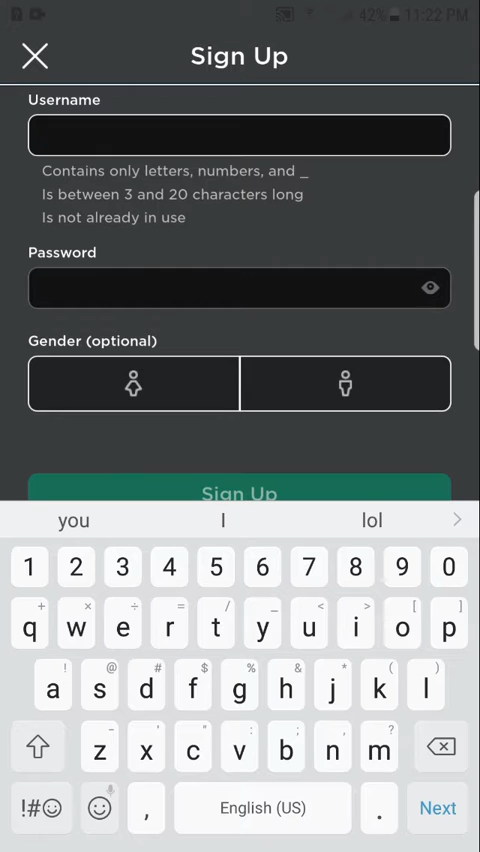 42% 11:22 PM
Sign Up
Username
Contains only letters, numbers, and _
Is between 3 and 20 characters long
Is not already in use
Password
Gender (optional)
Sign Up
you I lol >
1 2 3 4 5 6 7 8 9 0
+ × ÷ = / _ < > [ ]
q w e r t y u i o p
! @ # $ % & * ( )
a s d f g h j k l
- ' " : ; , ?
z x c v b n m
!#☺ , English (US) . Next